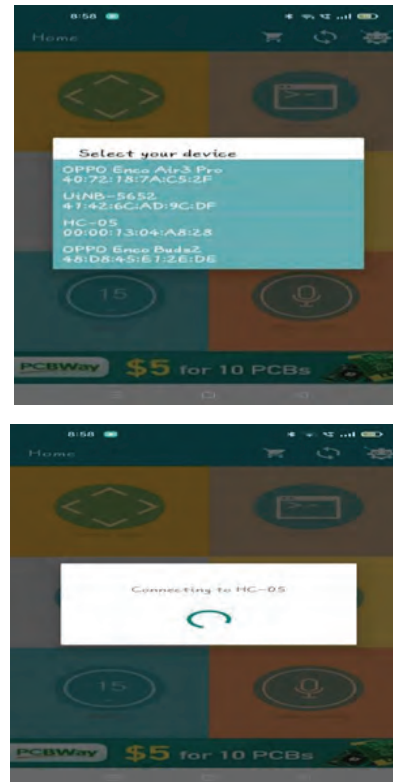 8:58
Home
Select your device
OPPO Enco Air3 Pro
40:72:18:7A:C5:2F
UiNB-5652
41:42:6C:AD:9C:DF
HC-05
00:00:13:04:A8:28
OPPO Enco Buds2
48:D8:45:E1:2E:DE
15
PCBWay $5 for 10 PCBs
8:58
Home
Connecting to HC-05
15
PCBWay $5 for 10 PCBs